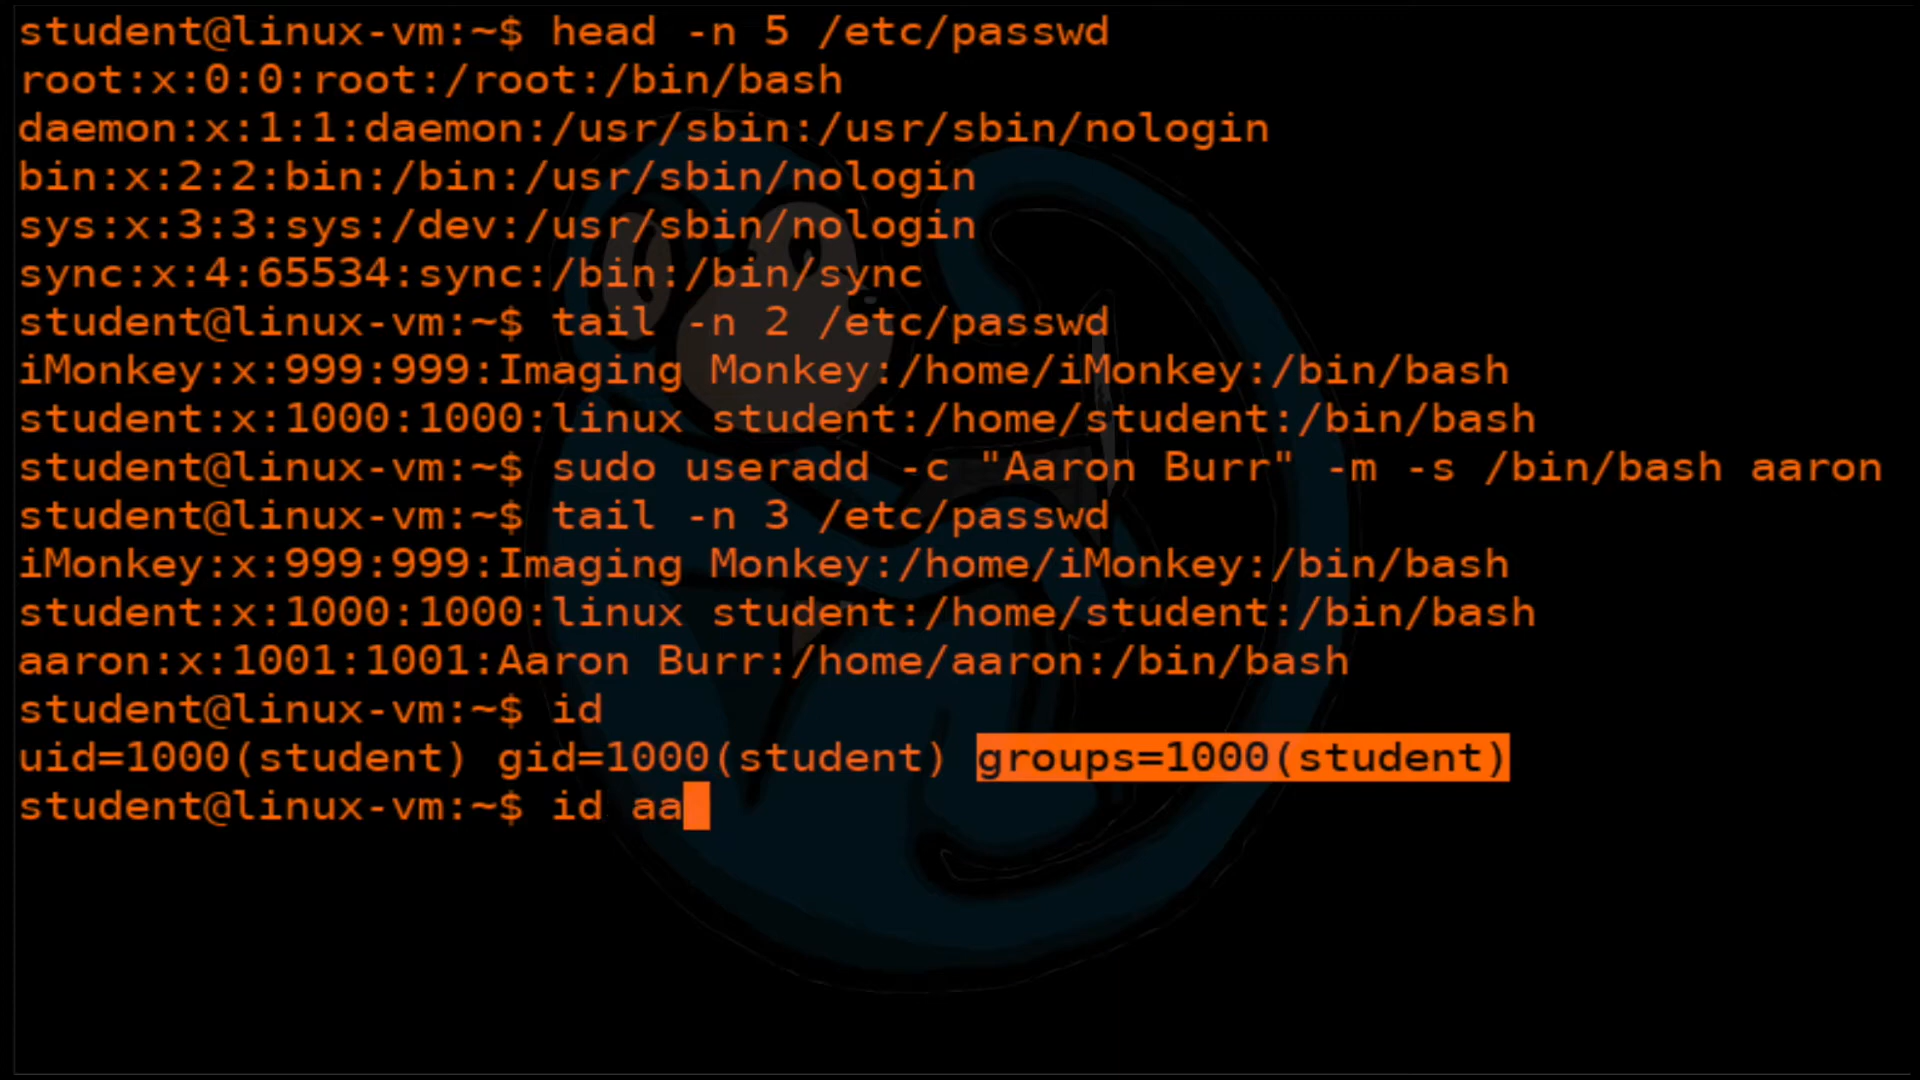 student@linux-vm:~$ head -n 5 /etc/passwd
root:x:0:0:root:/root:/bin/bash
daemon:x:1:1:daemon:/usr/sbin:/usr/sbin/nologin
bin:x:2:2:bin:/bin:/usr/sbin/nologin
sys:x:3:3:sys:/dev:/usr/sbin/nologin
sync:x:4:65534:sync:/bin:/bin/sync
student@linux-vm:~$ tail -n 2 /etc/passwd
iMonkey:x:999:999:Imaging Monkey:/home/iMonkey:/bin/bash
student:x:1000:1000:linux student:/home/student:/bin/bash
student@linux-vm:~$ sudo useradd -c "Aaron Burr" -m -s /bin/bash aaron
student@linux-vm:~$ tail -n 3 /etc/passwd
iMonkey:x:999:999:Imaging Monkey:/home/iMonkey:/bin/bash
student:x:1000:1000:linux student:/home/student:/bin/bash
aaron:x:1001:1001:Aaron Burr:/home/aaron:/bin/bash
student@linux-vm:~$ id
uid=1000(student) gid=1000(student) groups=1000(student)
student@linux-vm:~$ id aa